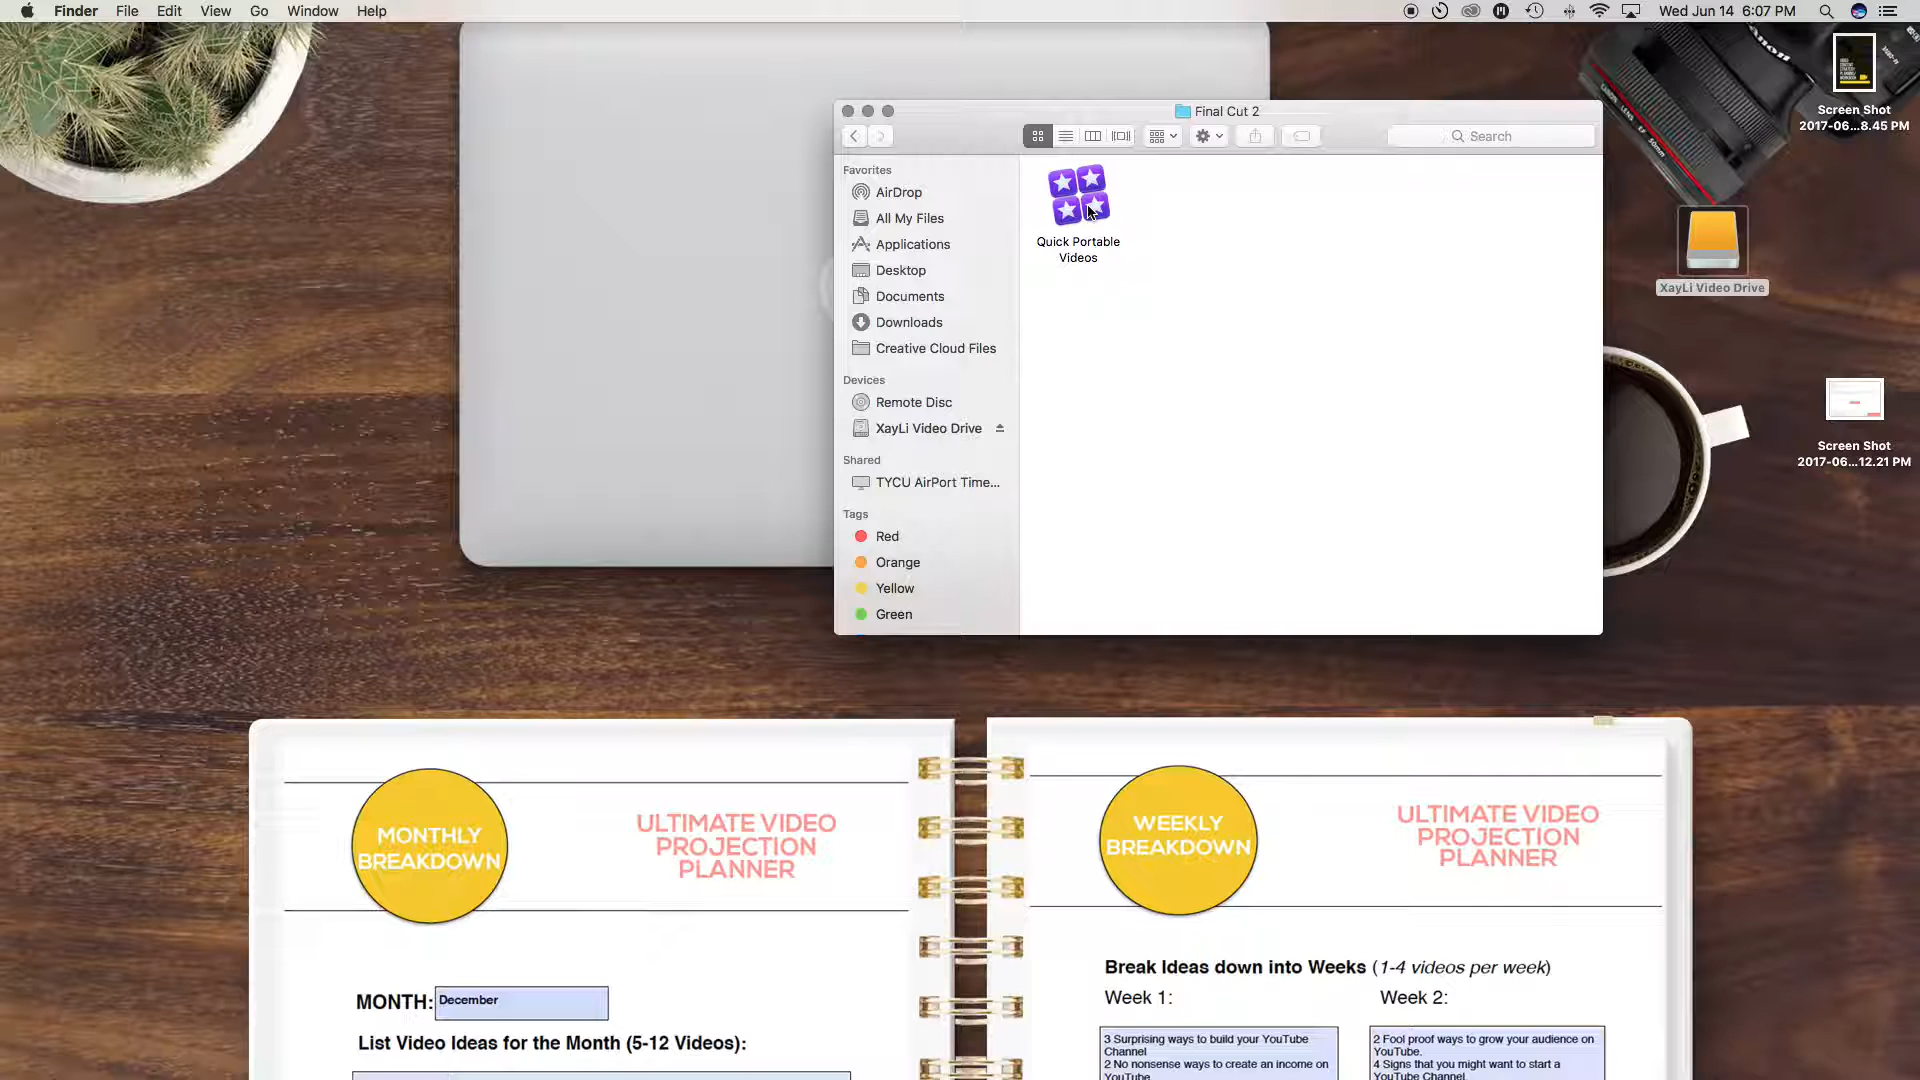 Finder File Edit View Go Window Help
Wed Jun 14 6:07 PM
Final Cut 2
Search
Favorites
AirDrop
All My Files
Applications
Desktop
Documents
Downloads
Creative Cloud Files
Devices
Remote Disc
XayLi Video Drive
Shared
TYCU AirPort Time...
Tags
Red
Orange
Yellow
Green
Quick Portable
Videos
Screen Shot
2017-06...8.45 PM
XayLi Video Drive
Screen Shot
2017-06...12.21 PM
MONTHLY
BREAKDOWN
ULTIMATE VIDEO
PROJECTION
PLANNER
MONTH: December
List Video Ideas for the Month (5-12 Videos):
WEEKLY
BREAKDOWN
ULTIMATE VIDEO
PROJECTION
PLANNER
Break Ideas down into Weeks (1-4 videos per week)
Week 1:
3 Surprising ways to build your YouTube
Channel
2 No nonsense ways to create an income on
YouTube
Week 2:
2 Fool proof ways to grow your audience on
YouTube.
4 Signs that you might want to start a
YouTube Channel